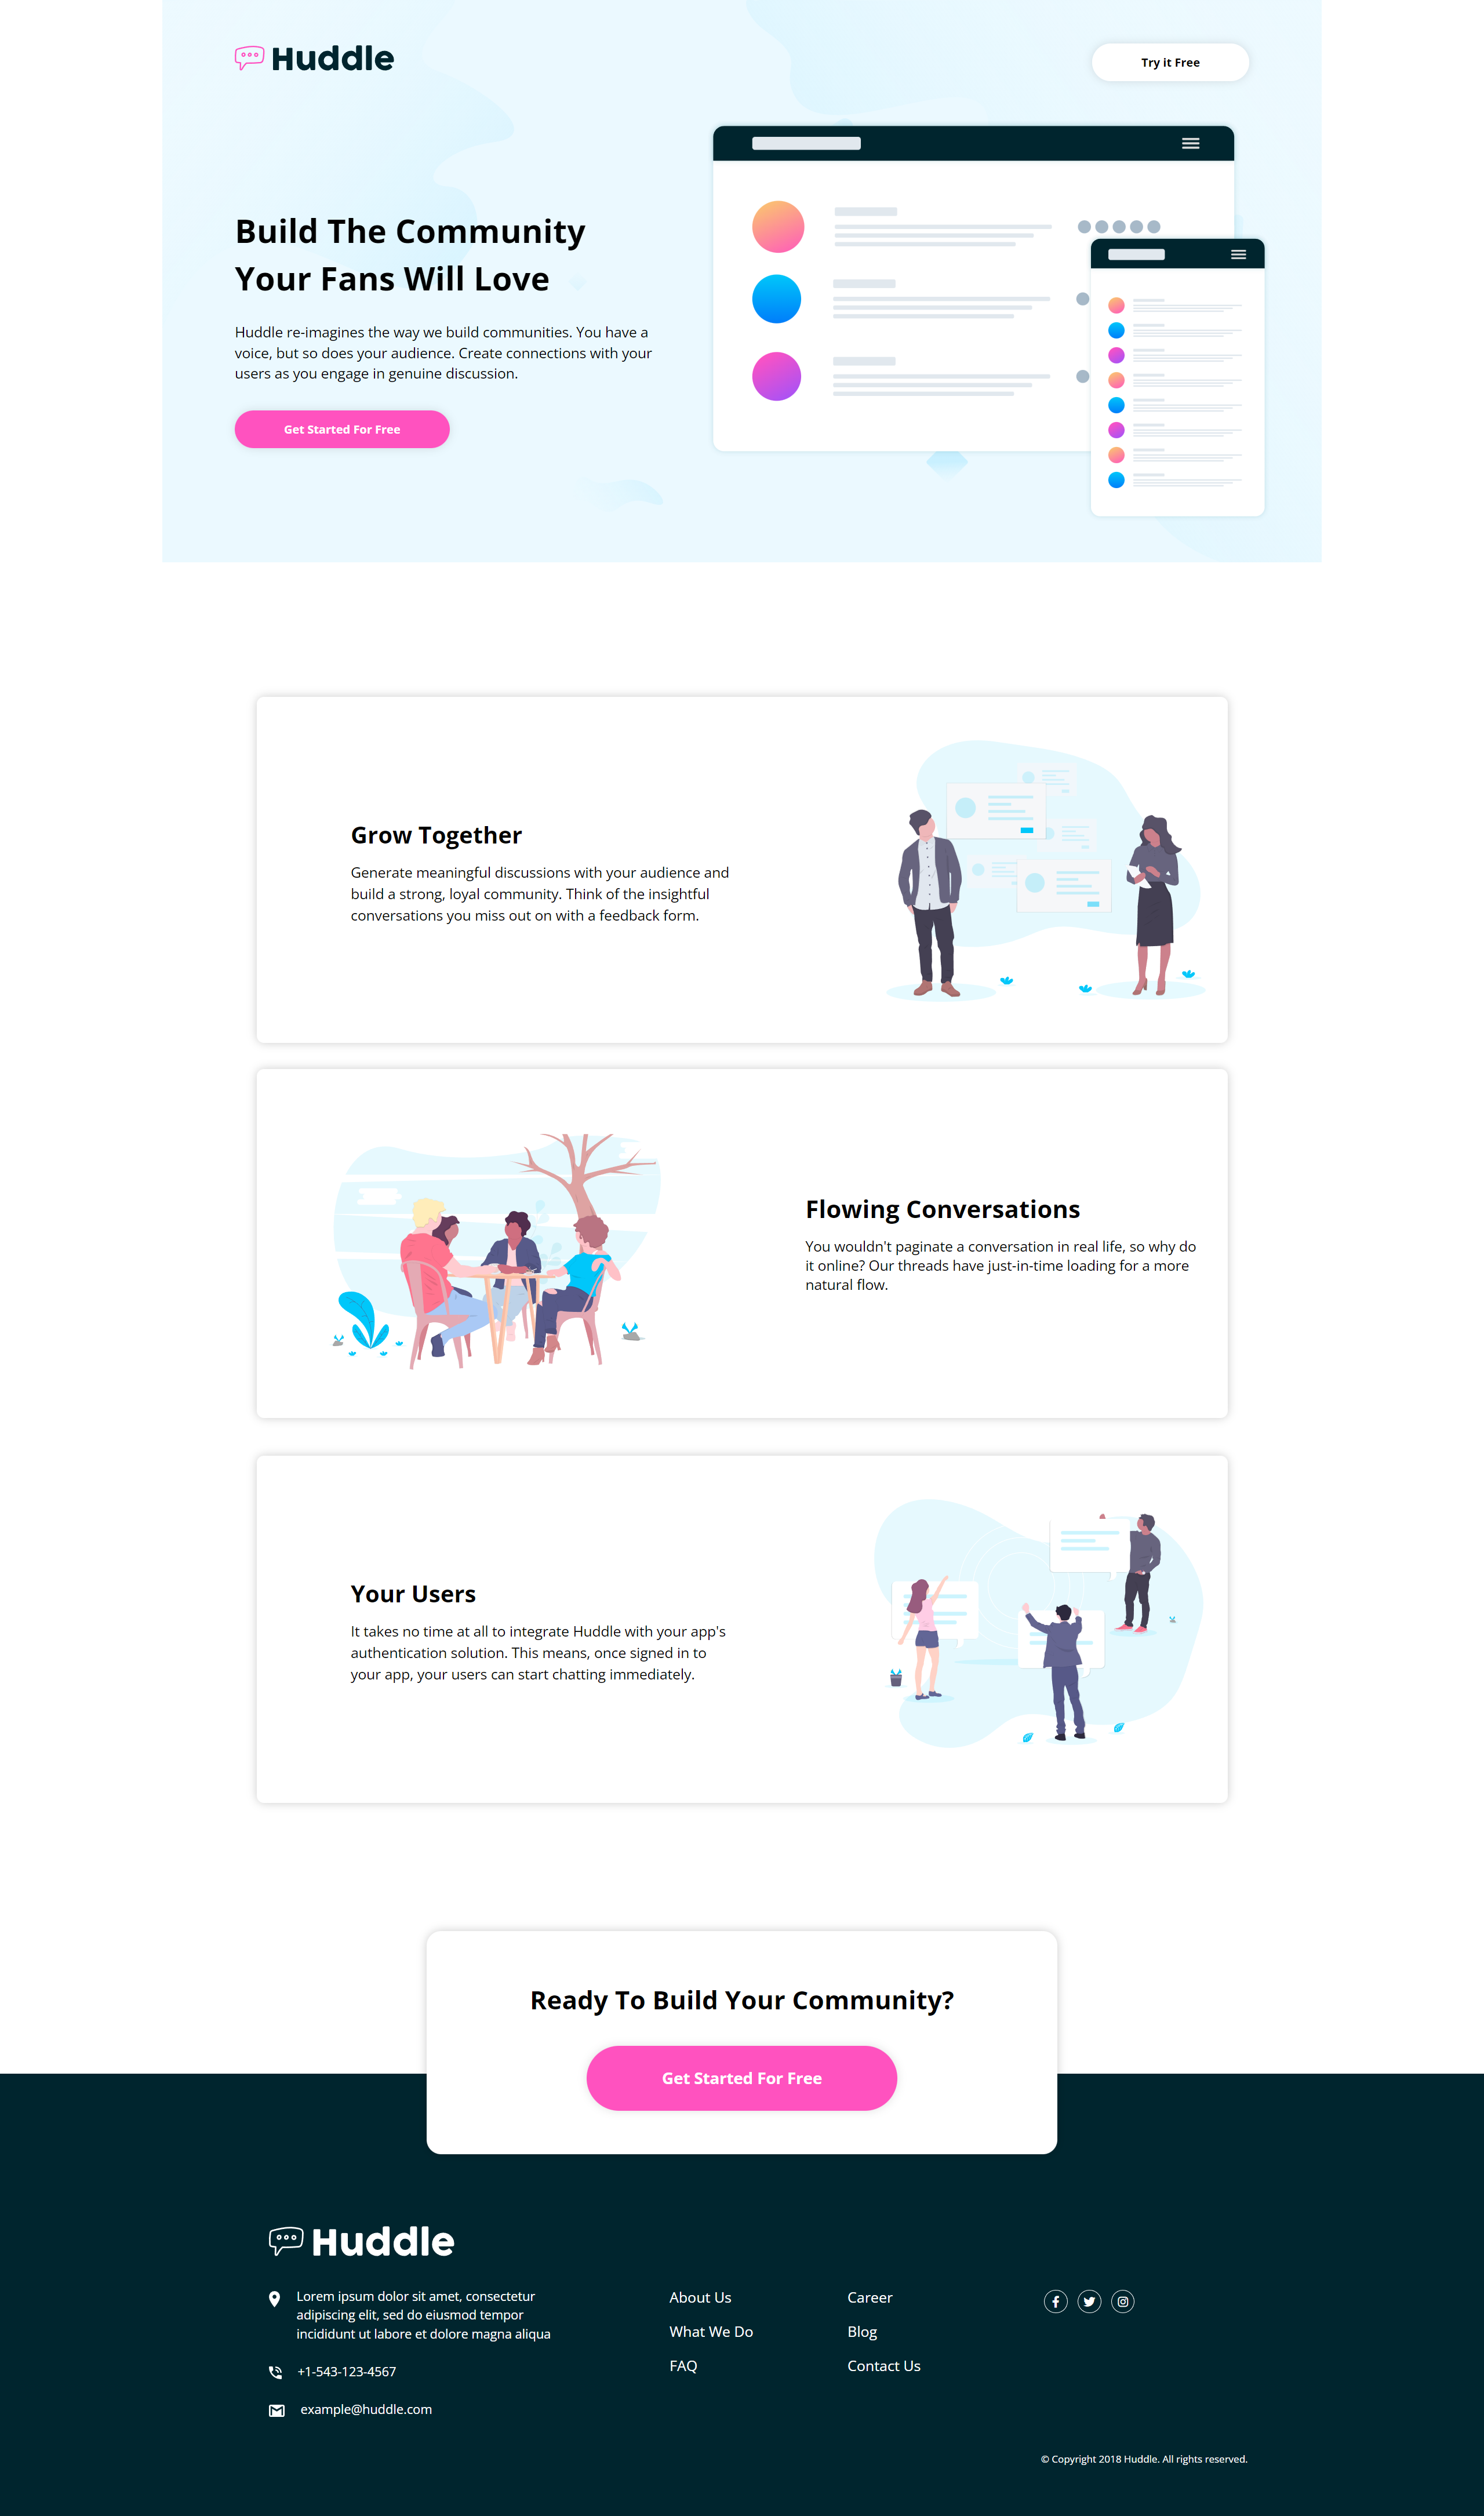 Huddle
Try it Free
Build The Community
Your Fans Will Love
Huddle re-imagines the way we build communities. You have a
voice, but so does your audience. Create connections with your
users as you engage in genuine discussion.
Get Started For Free
Grow Together
Generate meaningful discussions with your audience and
build a strong, loyal community. Think of the insightful
conversations you miss out on with a feedback form.
Flowing Conversations
You wouldn't paginate a conversation in real life, so why do
it online? Our threads have just-in-time loading for a more
natural flow.
Your Users
It takes no time at all to integrate Huddle with your app's
authentication solution. This means, once signed in to
your app, your users can start chatting immediately.
Ready To Build Your Community?
Get Started For Free
Huddle
Lorem ipsum dolor sit amet, consectetur
adipiscing elit, sed do eiusmod tempor
incididunt ut labore et dolore magna aliqua
+1-543-123-4567
example@huddle.com
About Us
What We Do
FAQ
Career
Blog
Contact Us
© Copyright 2018 Huddle. All rights reserved.